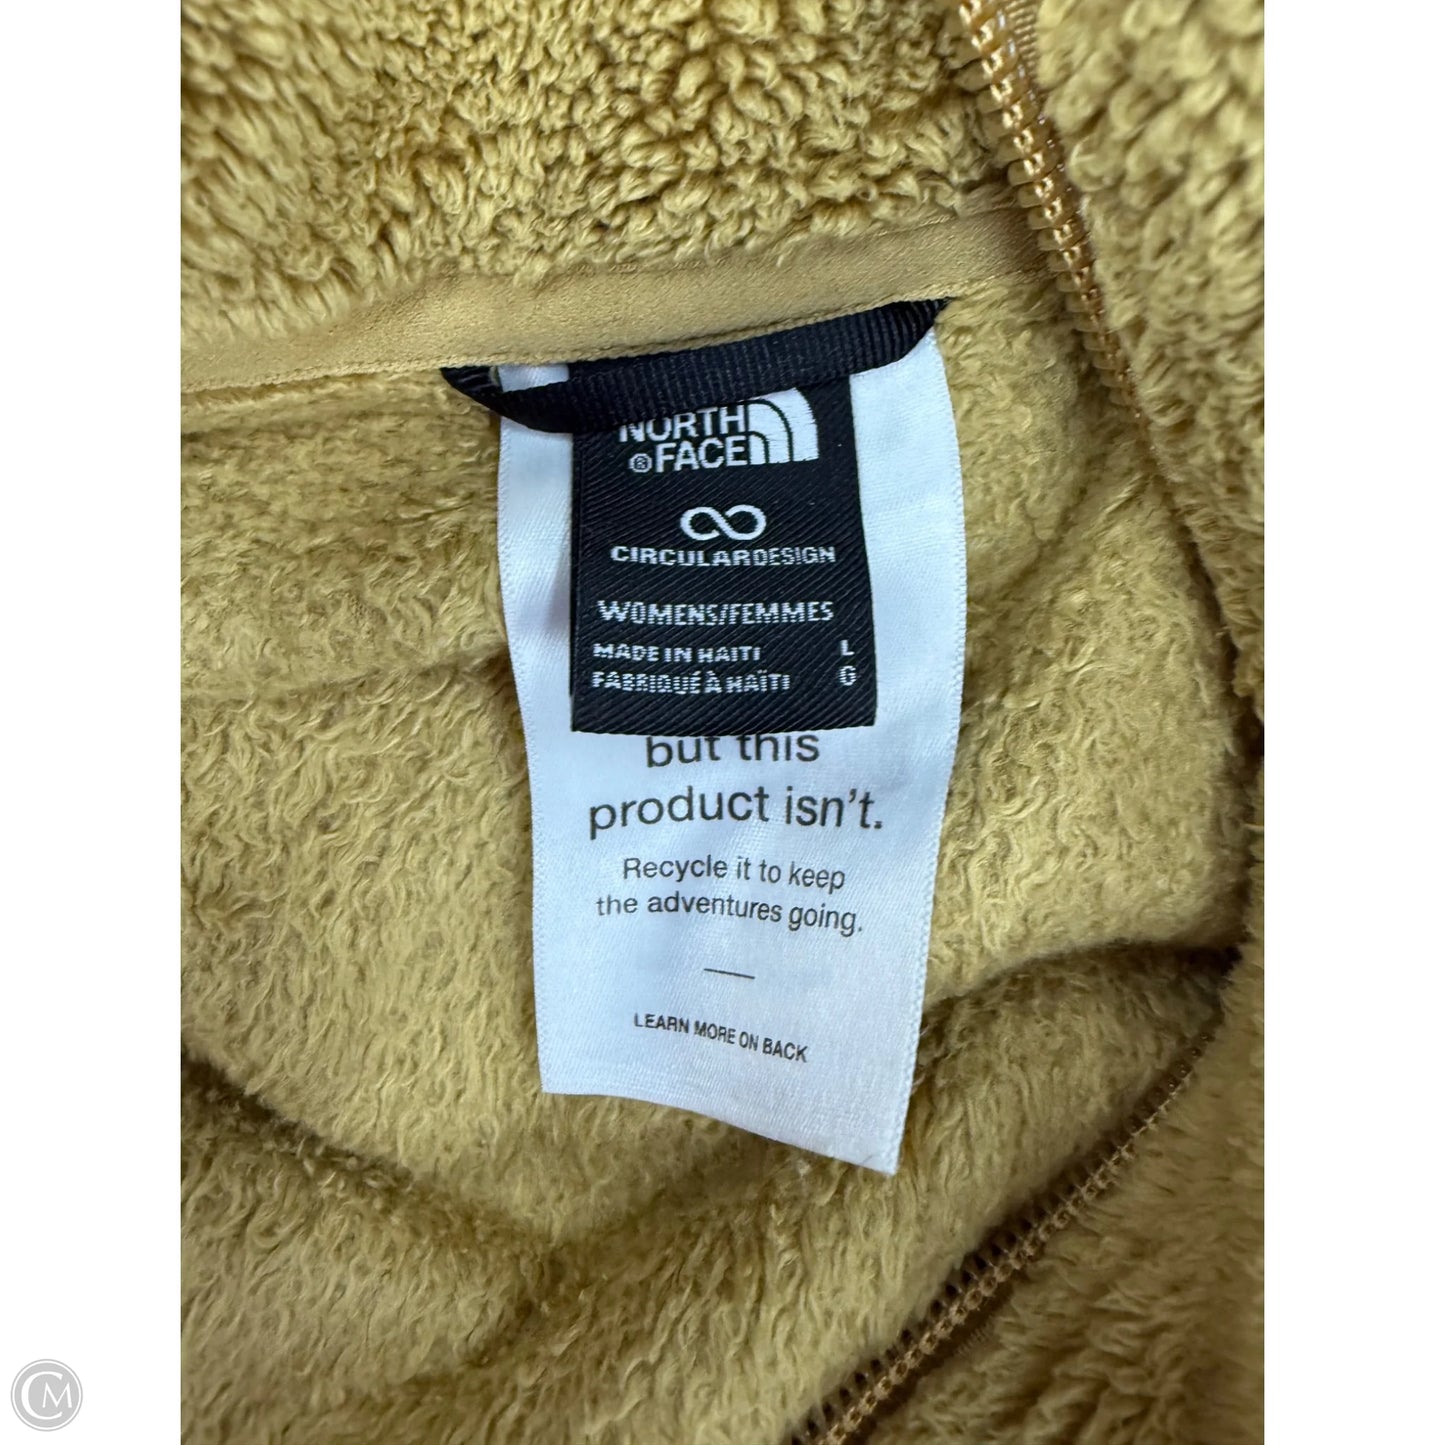 NORTH
®FACE
CIRCULARDESIGN
WOMENS/FEMMES
MADE IN HAITI L
FABRIQUÉ À HAÏTI G
but this
product isn't.
Recycle it to keep
the adventures going.
LEARN MORE ON BACK
CM